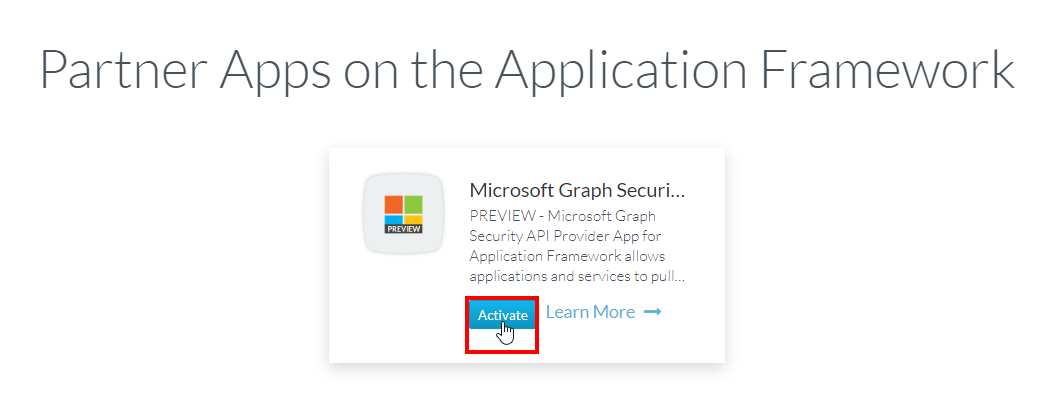 Partner Apps on the Application Framework
Microsoft Graph Securi...
PREVIEW - Microsoft Graph
Security API Provider App for
Application Framework allows
applications and services to pull...
PREVIEW
Activate
Learn More